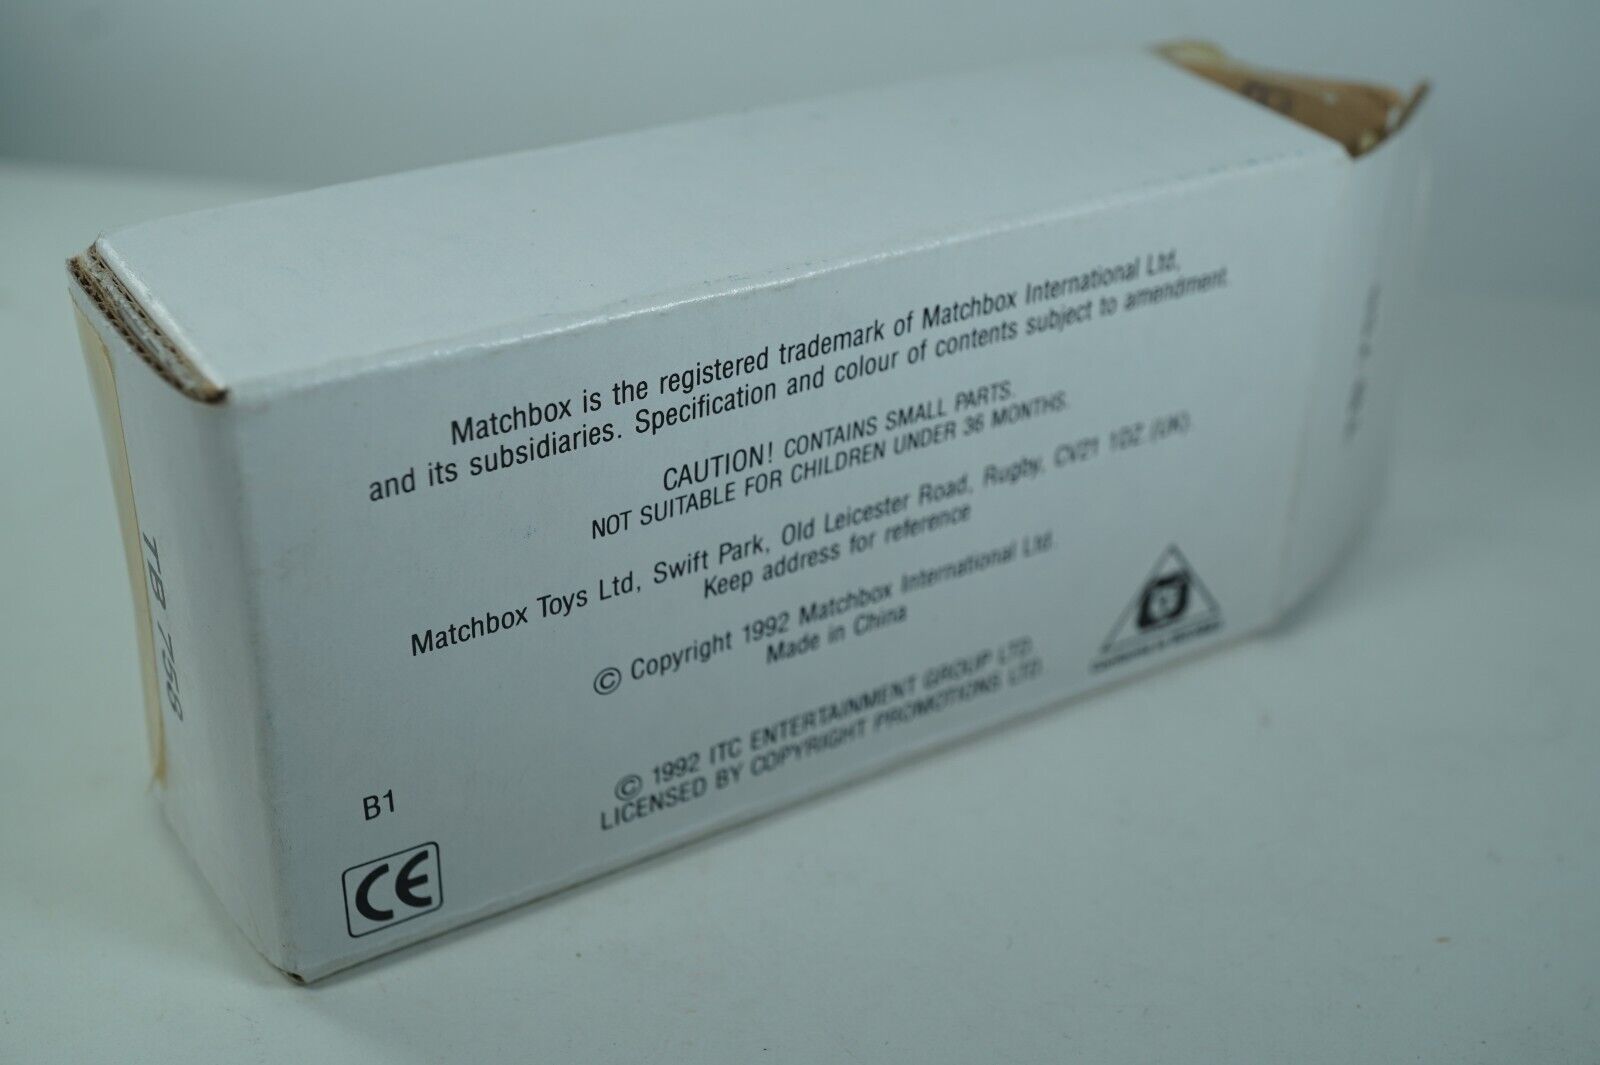 Matchbox is the registered trademark of Matchbox International Ltd,
and its subsidiaries. Specification and colour of contents subject to amendment.
CAUTION! CONTAINS SMALL PARTS.
NOT SUITABLE FOR CHILDREN UNDER 36 MONTHS.
Matchbox Toys Ltd, Swift Park, Old Leicester Road, Rugby, CV21 1DZ.(UK).
Keep address for reference
© Copyright 1992 Matchbox International Ltd.
Made in China
© 1992 ITC ENTERTAINMENT GROUP LTD.
LICENSED BY COPYRIGHT PROMOTIONS LTD.
B1
CE
TB 758